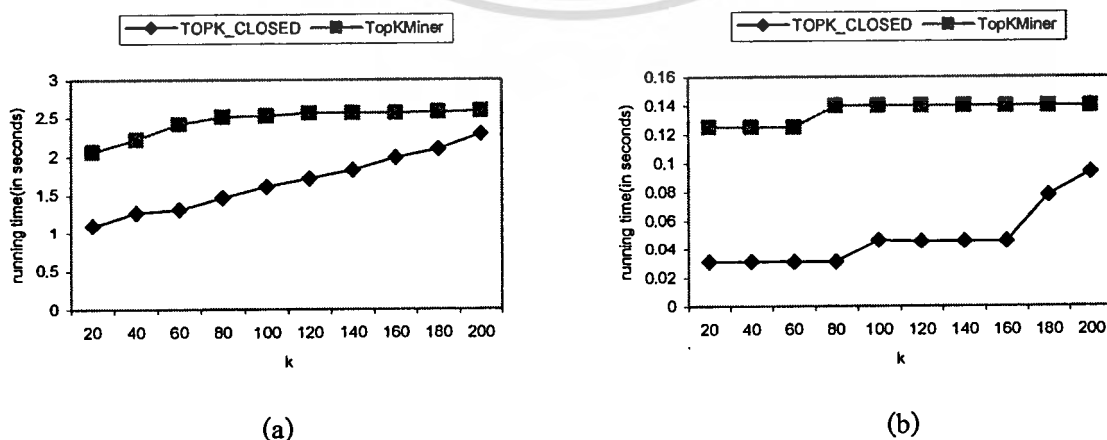 TOPK_CLOSED TopKMiner
running time(in seconds)
3
2.5
2
1.5
1
0.5
0
20 40 60 80 100 120 140 160 180 200
k
(a)
TOPK_CLOSED TopKMiner
running time(in seconds)
0.16
0.14
0.12
0.1
0.08
0.06
0.04
0.02
0
20 40 60 80 100 120 140 160 180 200
k
(b)